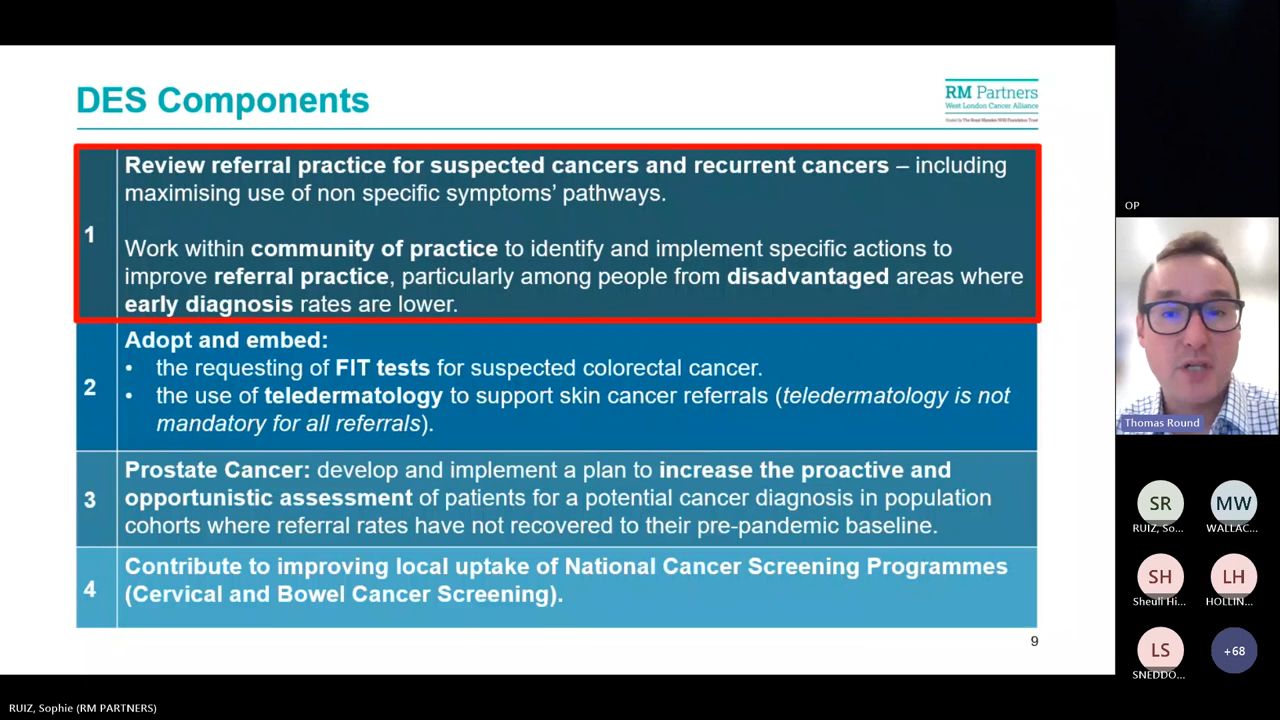 DES Components
RM Partners
West London Cancer Alliance
Hosted by The Royal Marsden NHS Foundation Trust
1
Review referral practice for suspected cancers and recurrent cancers – including
maximising use of non specific symptoms’ pathways.
Work within community of practice to identify and implement specific actions to
improve referral practice, particularly among people from disadvantaged areas where
early diagnosis rates are lower.
2
Adopt and embed:
• the requesting of FIT tests for suspected colorectal cancer.
• the use of teledermatology to support skin cancer referrals (teledermatology is not
mandatory for all referrals).
3
Prostate Cancer: develop and implement a plan to increase the proactive and
opportunistic assessment of patients for a potential cancer diagnosis in population
cohorts where referral rates have not recovered to their pre-pandemic baseline.
4
Contribute to improving local uptake of National Cancer Screening Programmes
(Cervical and Bowel Cancer Screening).
9
OP
Thomas Round
SR
RUIZ, So...
MW
WALLAC...
SH
Sheuli Hi...
LH
HOLLIN...
LS
SNEDDO...
+68
RUIZ, Sophie (RM PARTNERS)